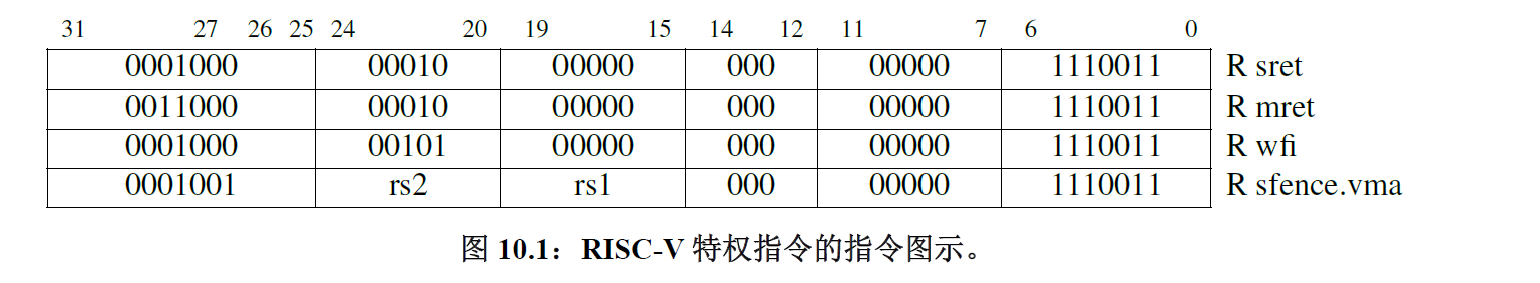 31 27 26 25 24 20 19 15 14 12 11 7 6 0
0001000 00010 00000 000 00000 1110011 R sret
0011000 00010 00000 000 00000 1110011 R mret
0001000 00101 00000 000 00000 1110011 R wfi
0001001 rs2 rs1 000 00000 1110011 R sfence.vma
图 10.1：RISC-V 特权指令的指令图示。